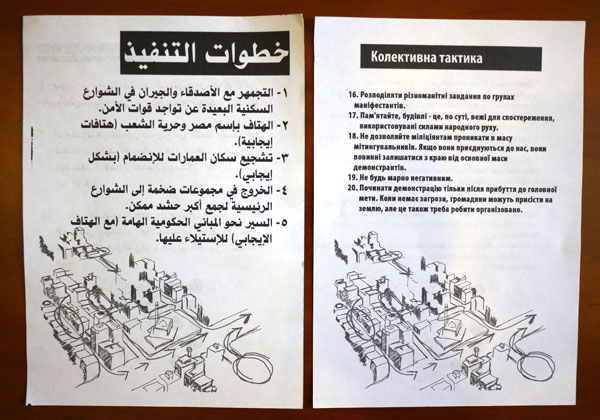 خطوات التنفيذ
١- التجمهر مع الأصدقاء والجيران في الشوارع
السكنية البعيدة عن تواجد قوات الأمن.
٢- الهتاف بإسم مصر وحرية الشعب (هتافات
إيجابية).
٣- تشجيع سكان العمارات للإنضمام (بشكل
إيجابي).
٤- الخروج في مجموعات ضخمة إلى الشوارع
الرئيسية لجمع أكبر حشد ممكن.
٥- السير نحو المباني الحكومية الهامة (مع الهتاف
الإيجابي) للإستيلاء عليها.
Колективна тактика
16. Розподіляти різноманітні завдання по групах
маніфестантів.
17. Пам'ятайте, будівлі - це, по суті, вежі для спостереження,
використовувані силами народного руху.
18. Не дозволяйте міліціянтам проникати в масу
мітингувальників. Якщо вони приєднуються до нас, вони
повинні залишатися з краю від основної маси
демонстрантів.
19. Не будь марно негативним.
20. Починати демонстрацію тільки після прибуття до головної
мети. Коли немає загрози, громадяни можуть присісти на
землю, але це також треба робити організовано.